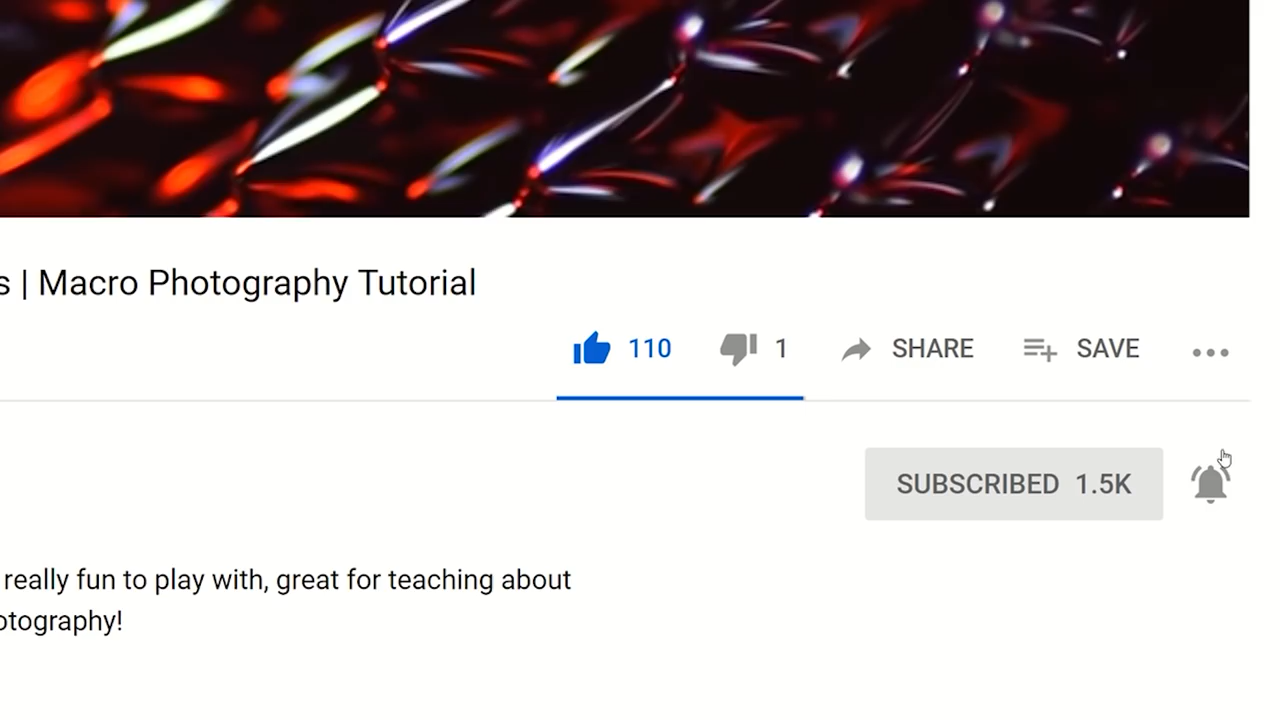 s | Macro Photography Tutorial
110 1 SHARE SAVE
SUBSCRIBED 1.5K
really fun to play with, great for teaching about
otography!